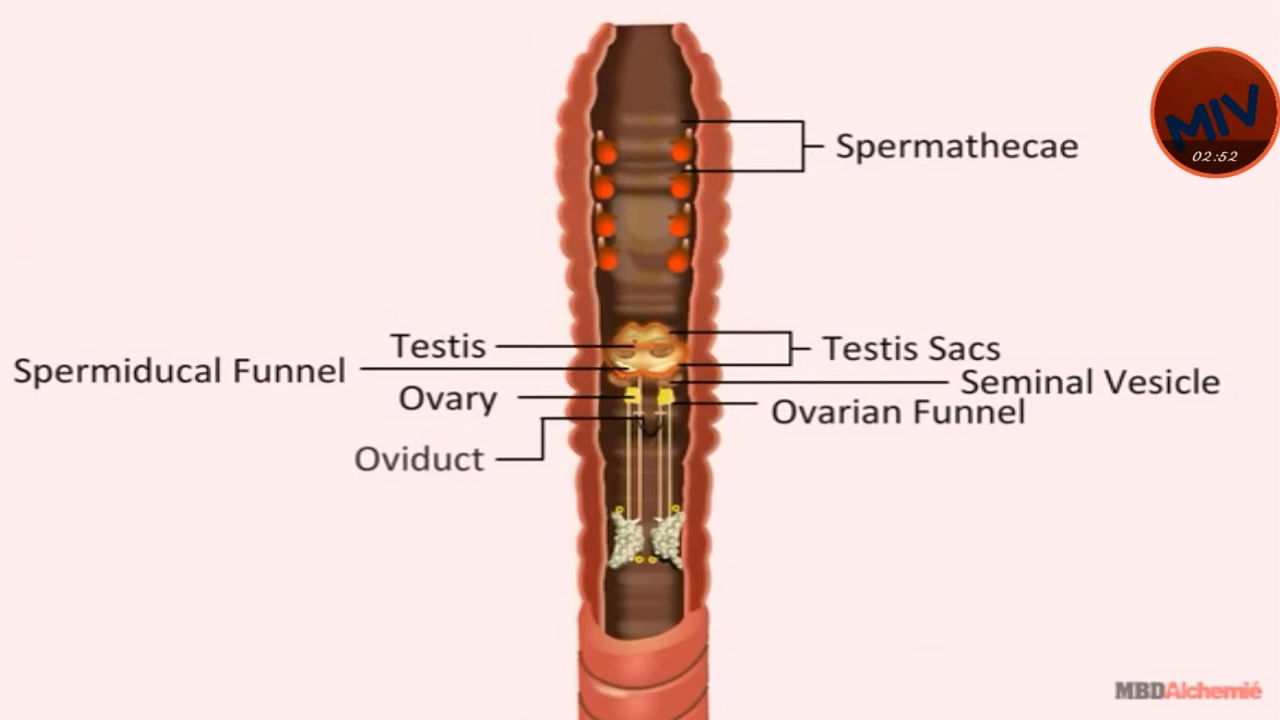 MIV
02:52
Spermathecae
Testis
Testis Sacs
Spermiducal Funnel
Seminal Vesicle
Ovary
Ovarian Funnel
Oviduct
MBDAlchemié